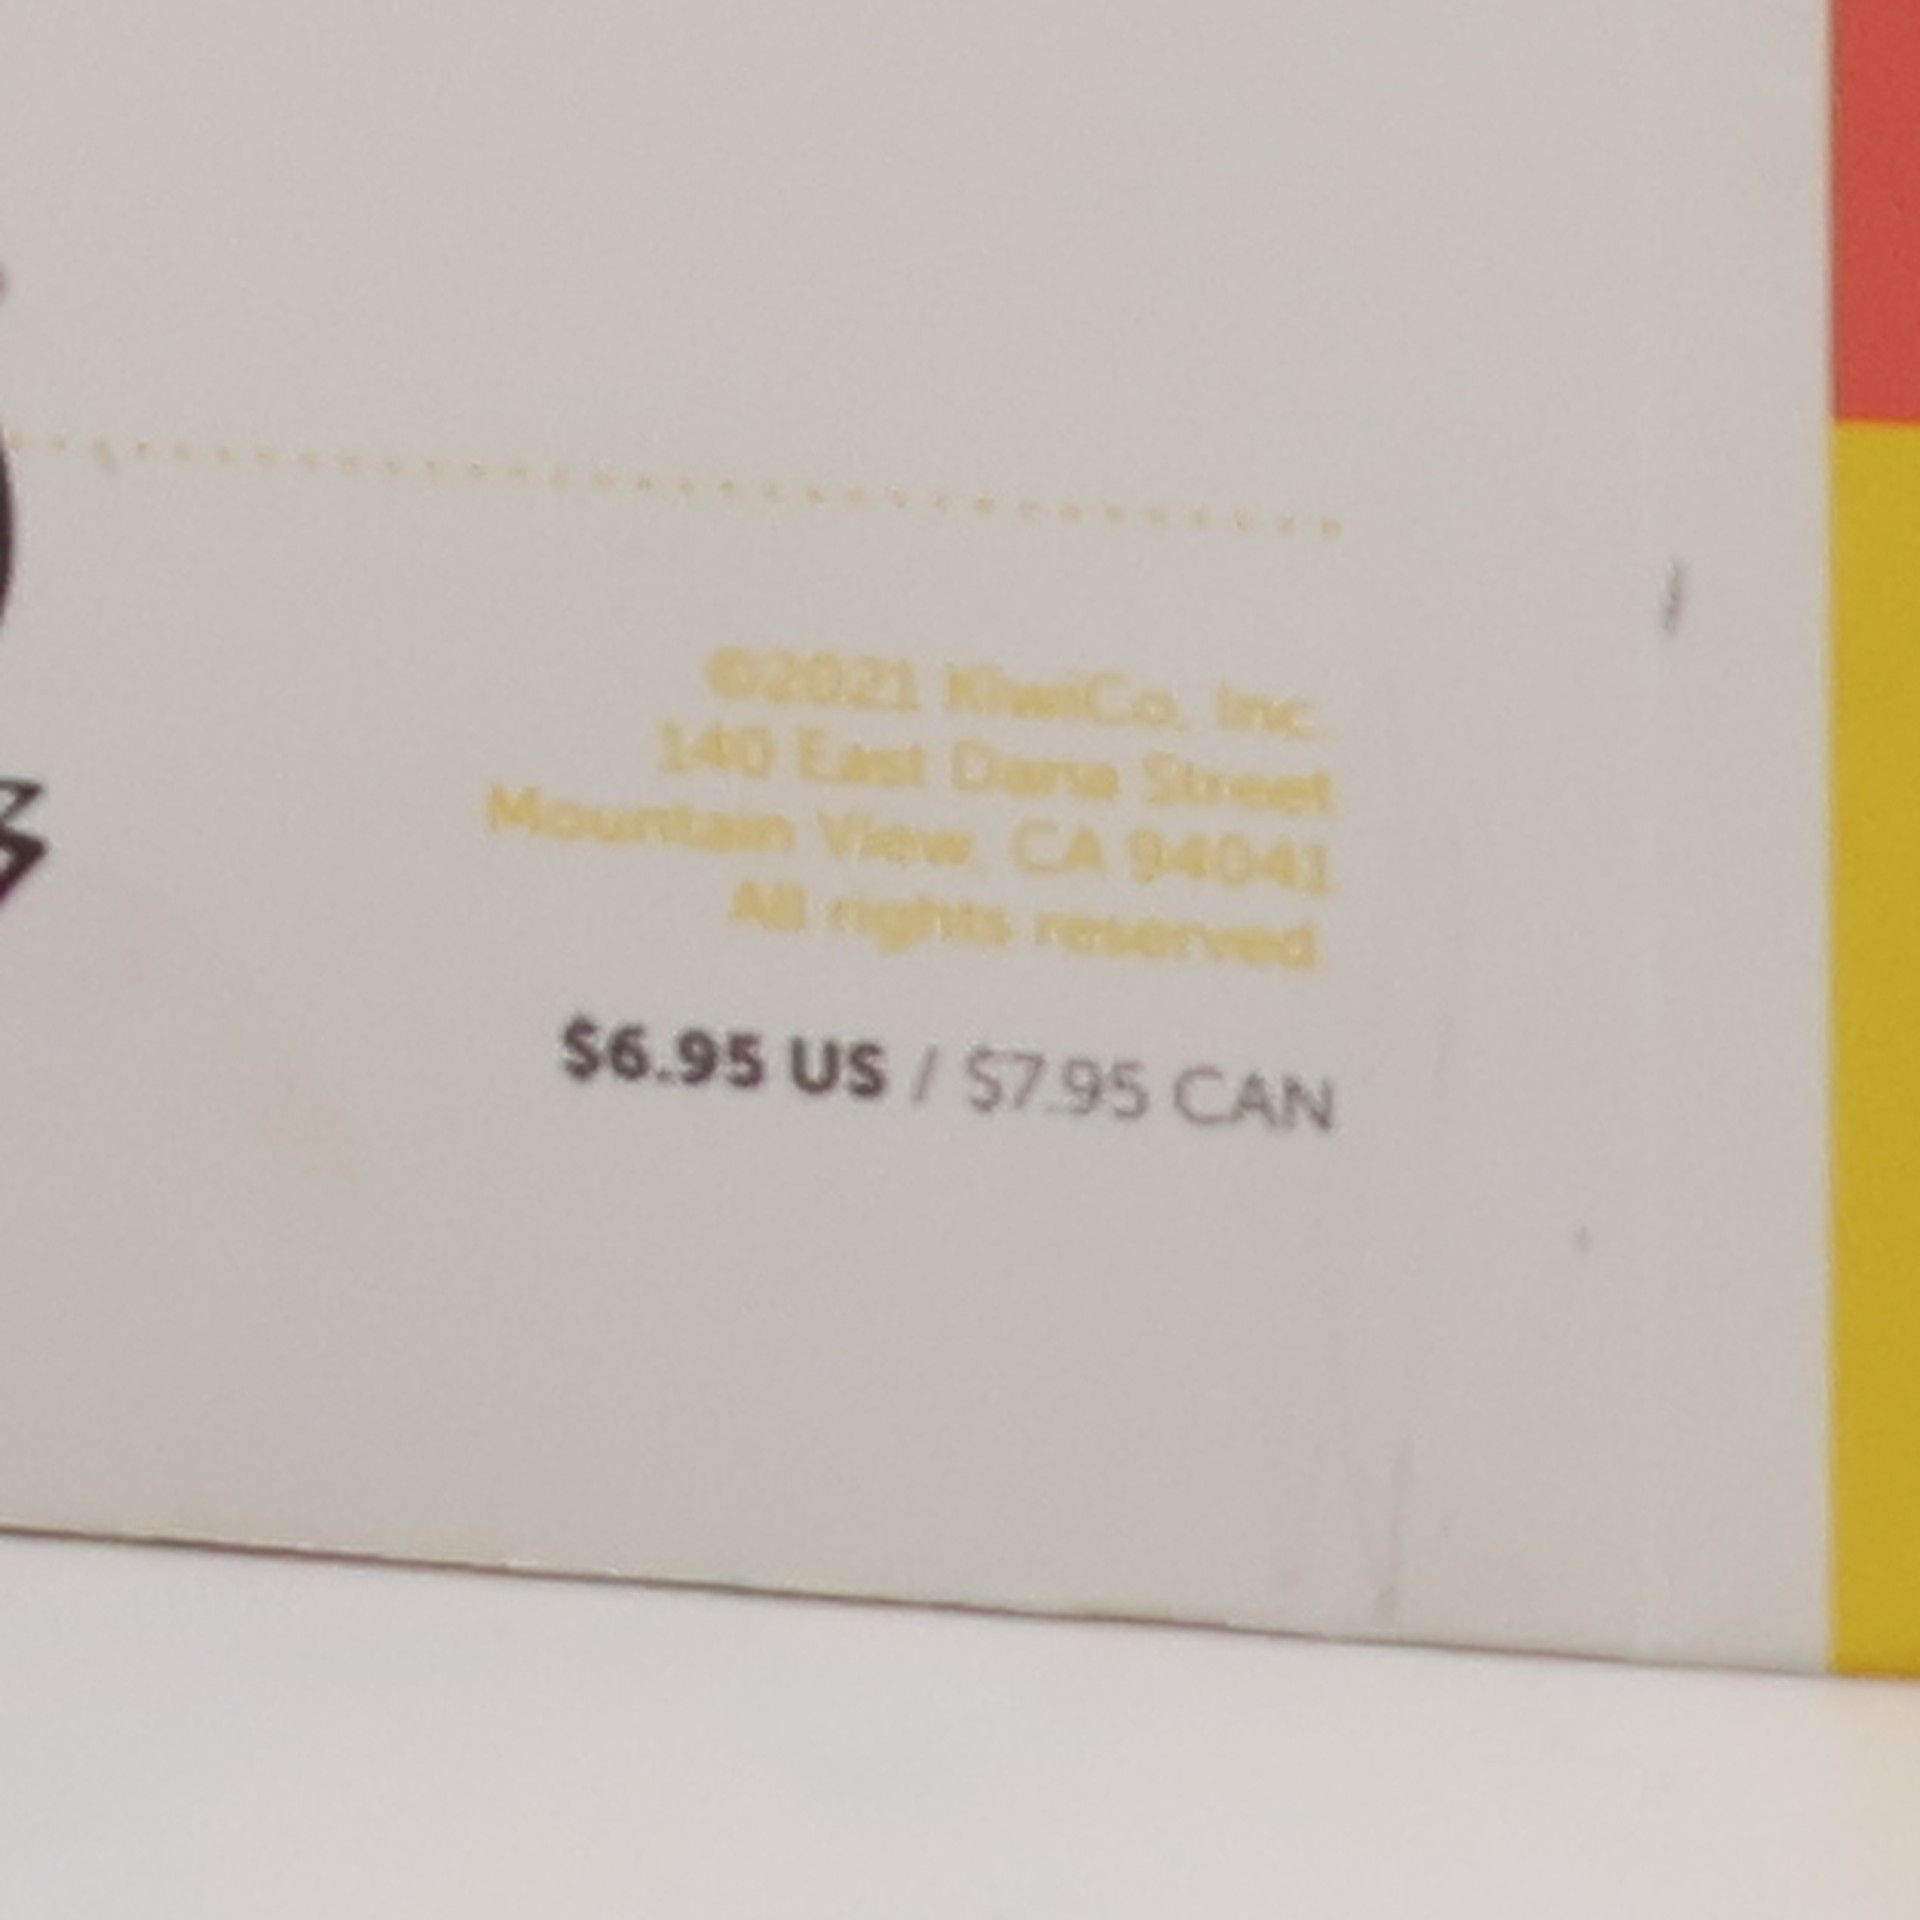 ©2021 KiwiCo, Inc.
140 East Dana Street
Mountain View, CA 94041
All rights reserved
$6.95 US / $7.95 CAN